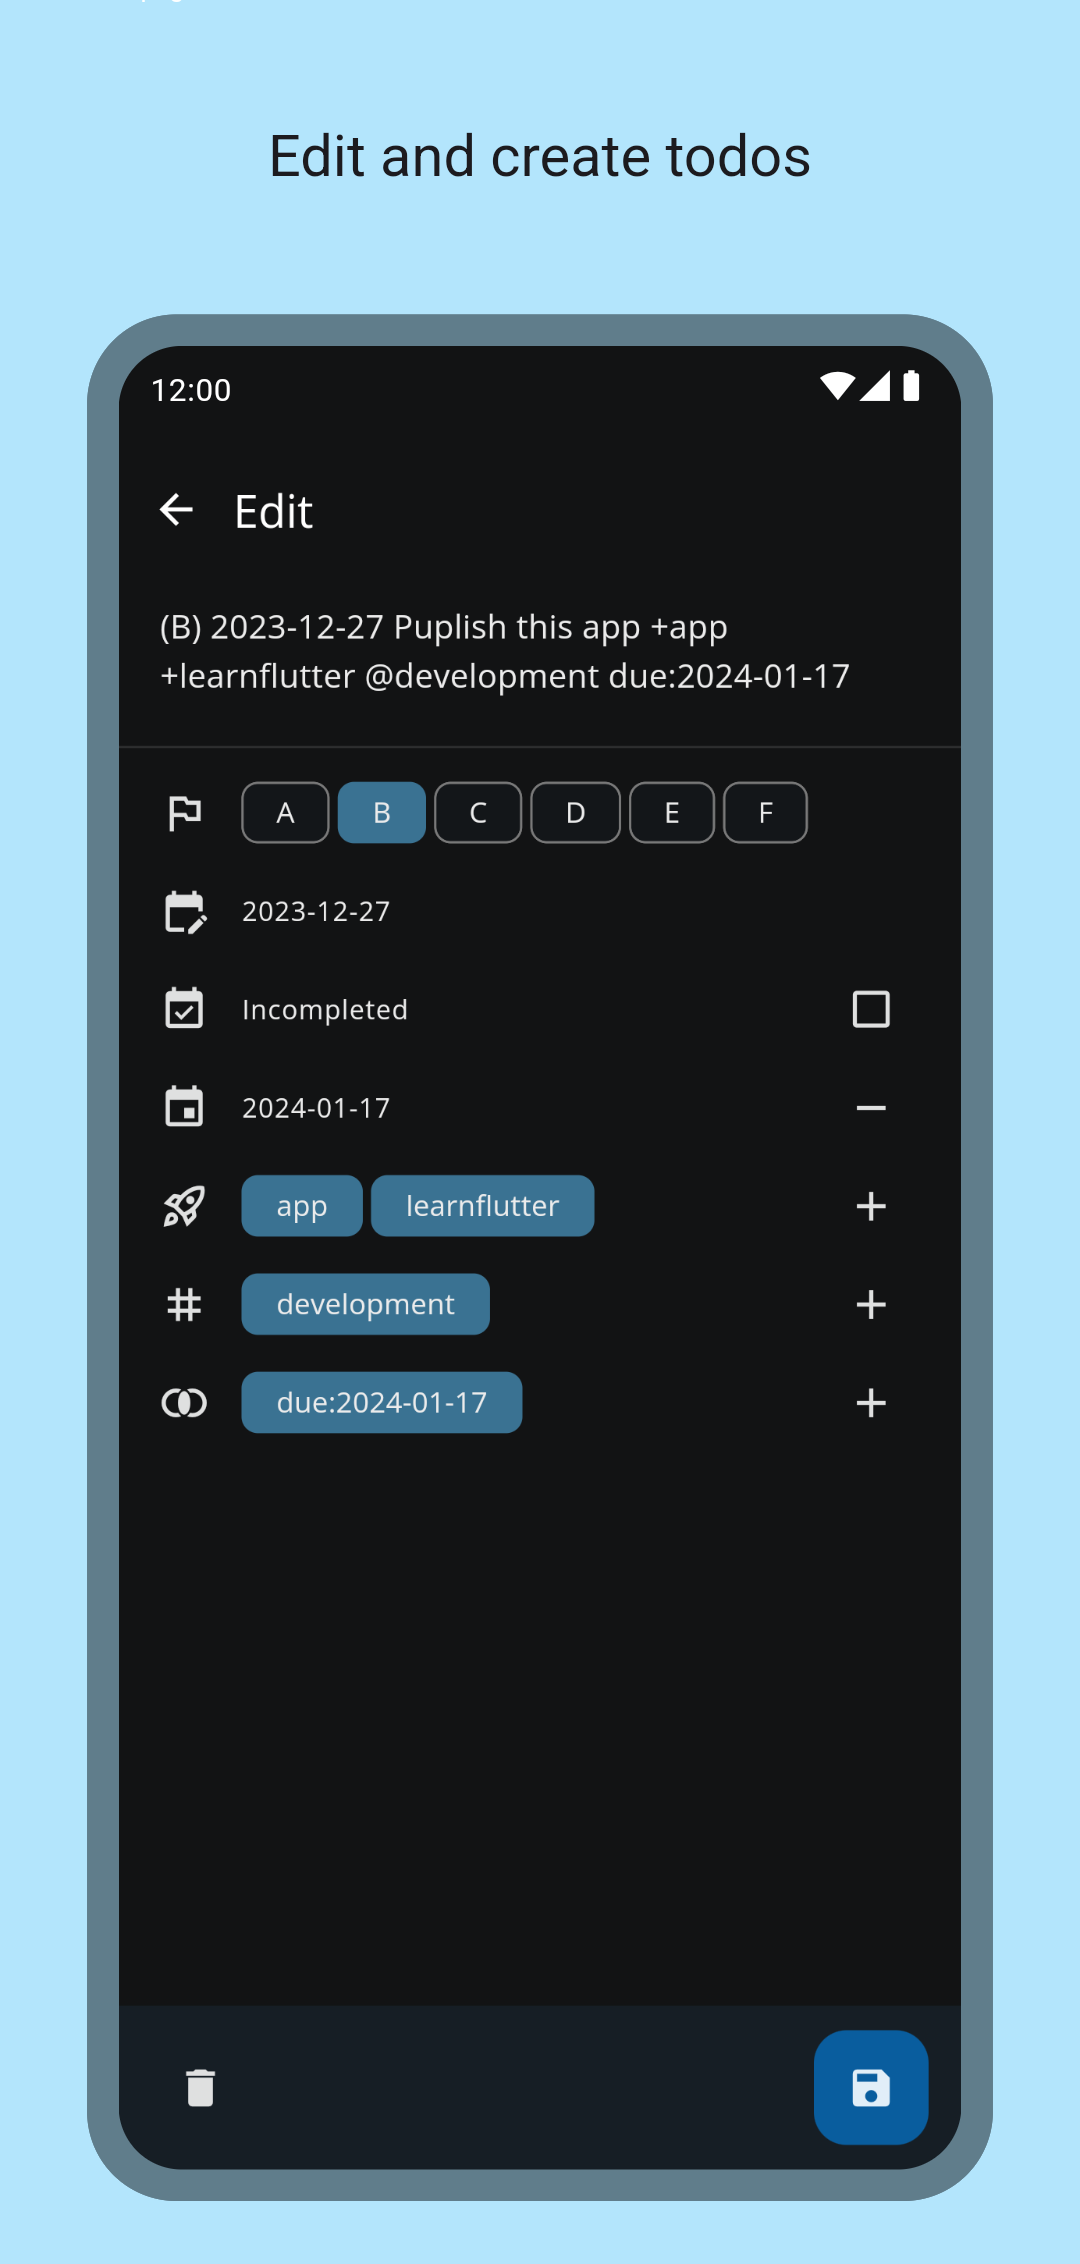 Edit and create todos
12:00
Edit
(B) 2023-12-27 Puplish this app +app
+learnflutter @development due:2024-01-17
A B C D E F
2023-12-27
Incompleted
2024-01-17
app learnflutter
development
due:2024-01-17